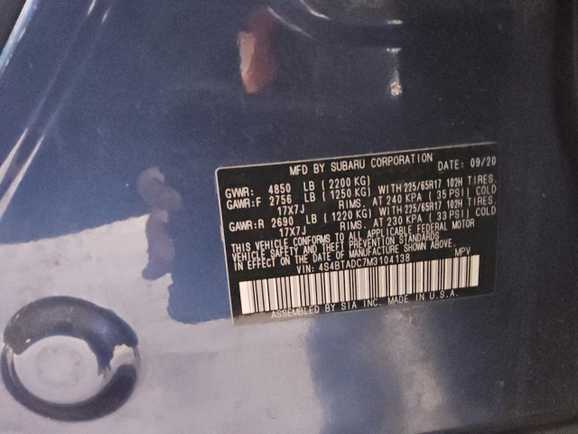 MFD BY SUBARU CORPORATION DATE: 09/20
GVWR: 4850 LB (2200 KG)
GAWR:F 2756 LB (1250 KG) WITH 225/65R17 102H TIRES,
17X7J RIMS, AT 240 KPA (35 PSI) COLD
GAWR:R 2690 LB (1220 KG) WITH 225/65R17 102H TIRES,
17X7J RIMS, AT 230 KPA (33 PSI) COLD
THIS VEHICLE CONFORMS TO ALL APPLICABLE FEDERAL MOTOR
VEHICLE SAFETY AND THEFT PREVENTION STANDARDS
IN EFFECT ON THE DATE OF MANUFACTURE SHOWN ABOVE.
VIN: 4S4BTADC7M3104138 MPV
ASSEMBLED BY SIA INC. MADE IN U.S.A.